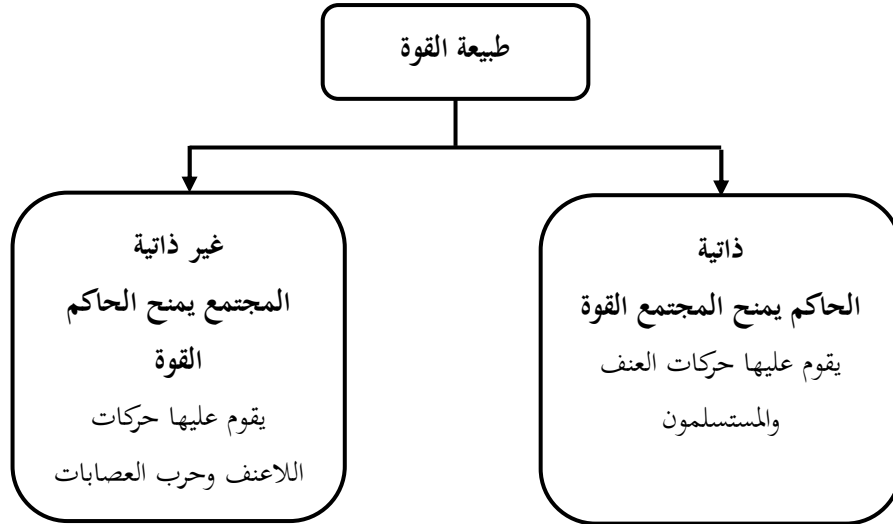 طبيعة القوة
ذاتية
الحاكم يمنح المجتمع القوة
يقوم عليها حركات العنف
والمستسلمون
غير ذاتية
المجتمع يمنح الحاكم
القوة
يقوم عليها حركات
اللاعنف وحرب العصابات